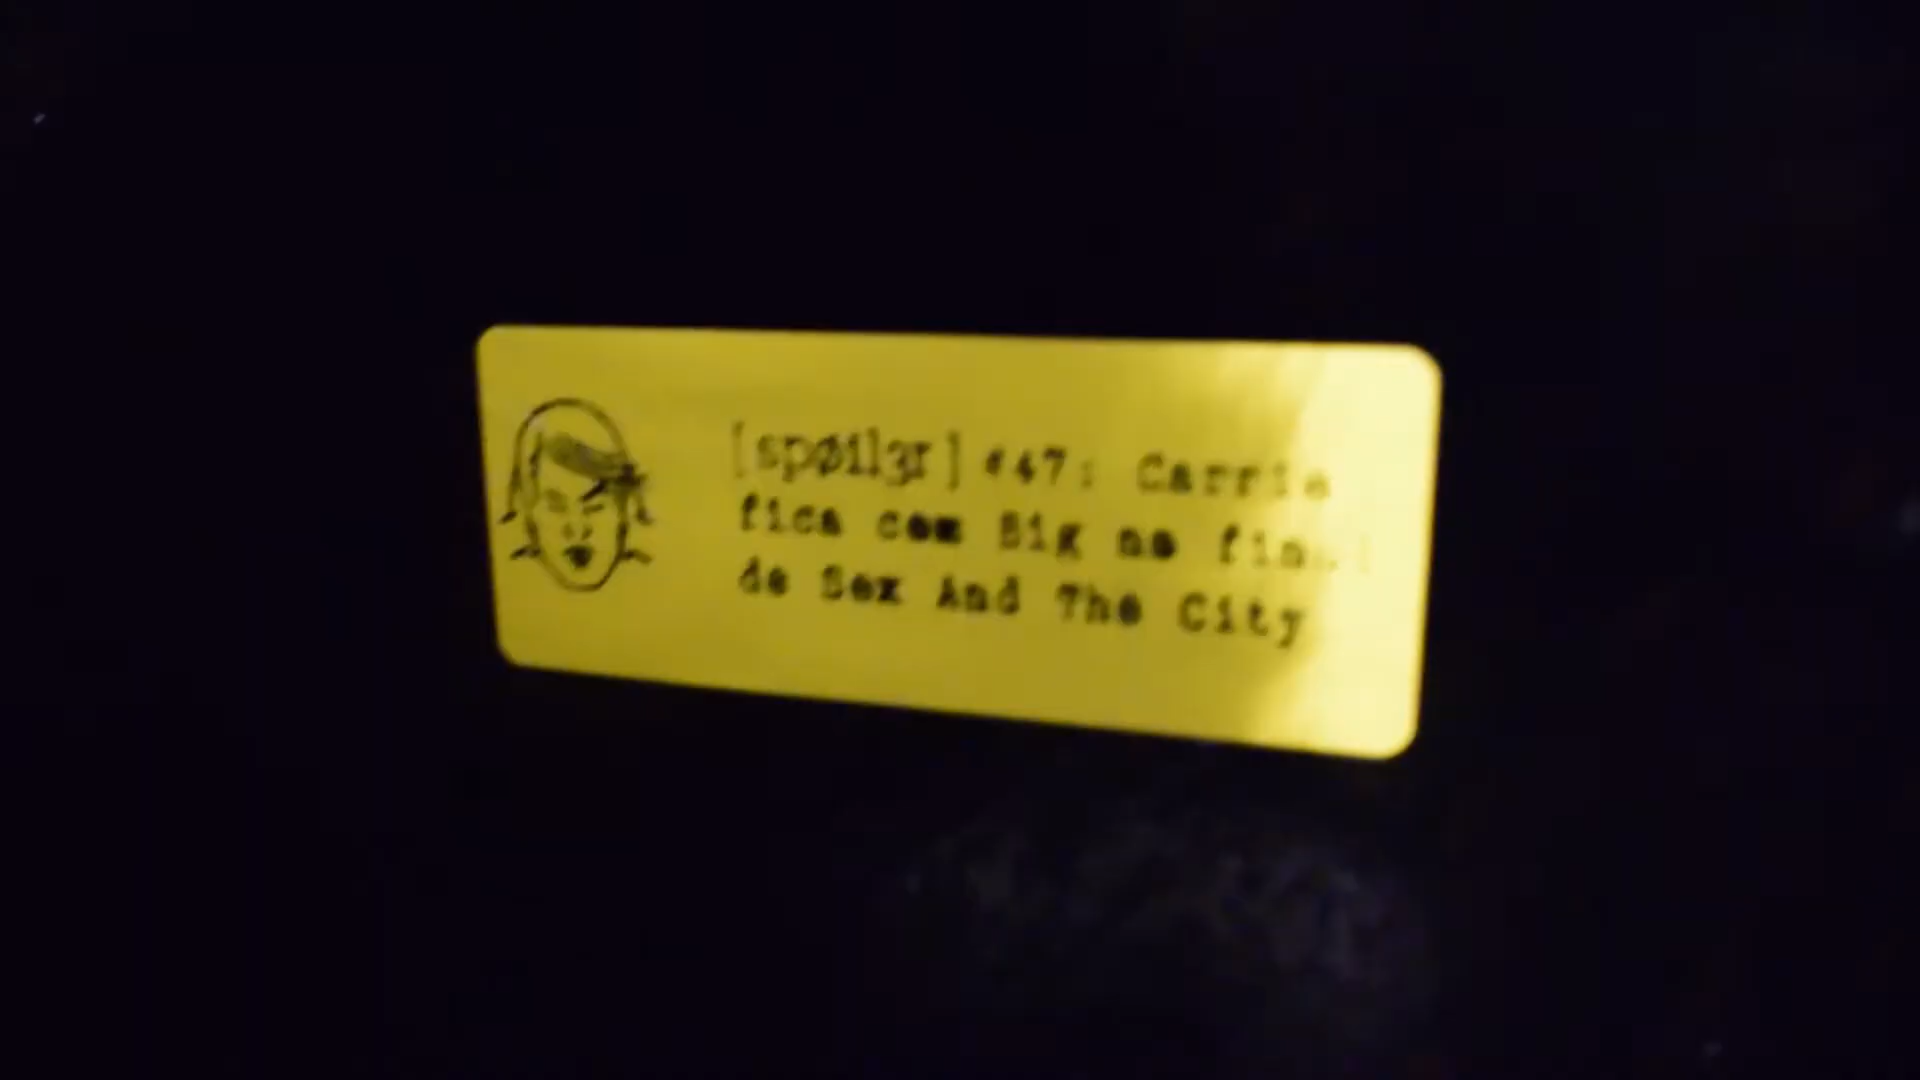 [spøil3r] #47: Carrie
fica com Big no final
de Sex And The City